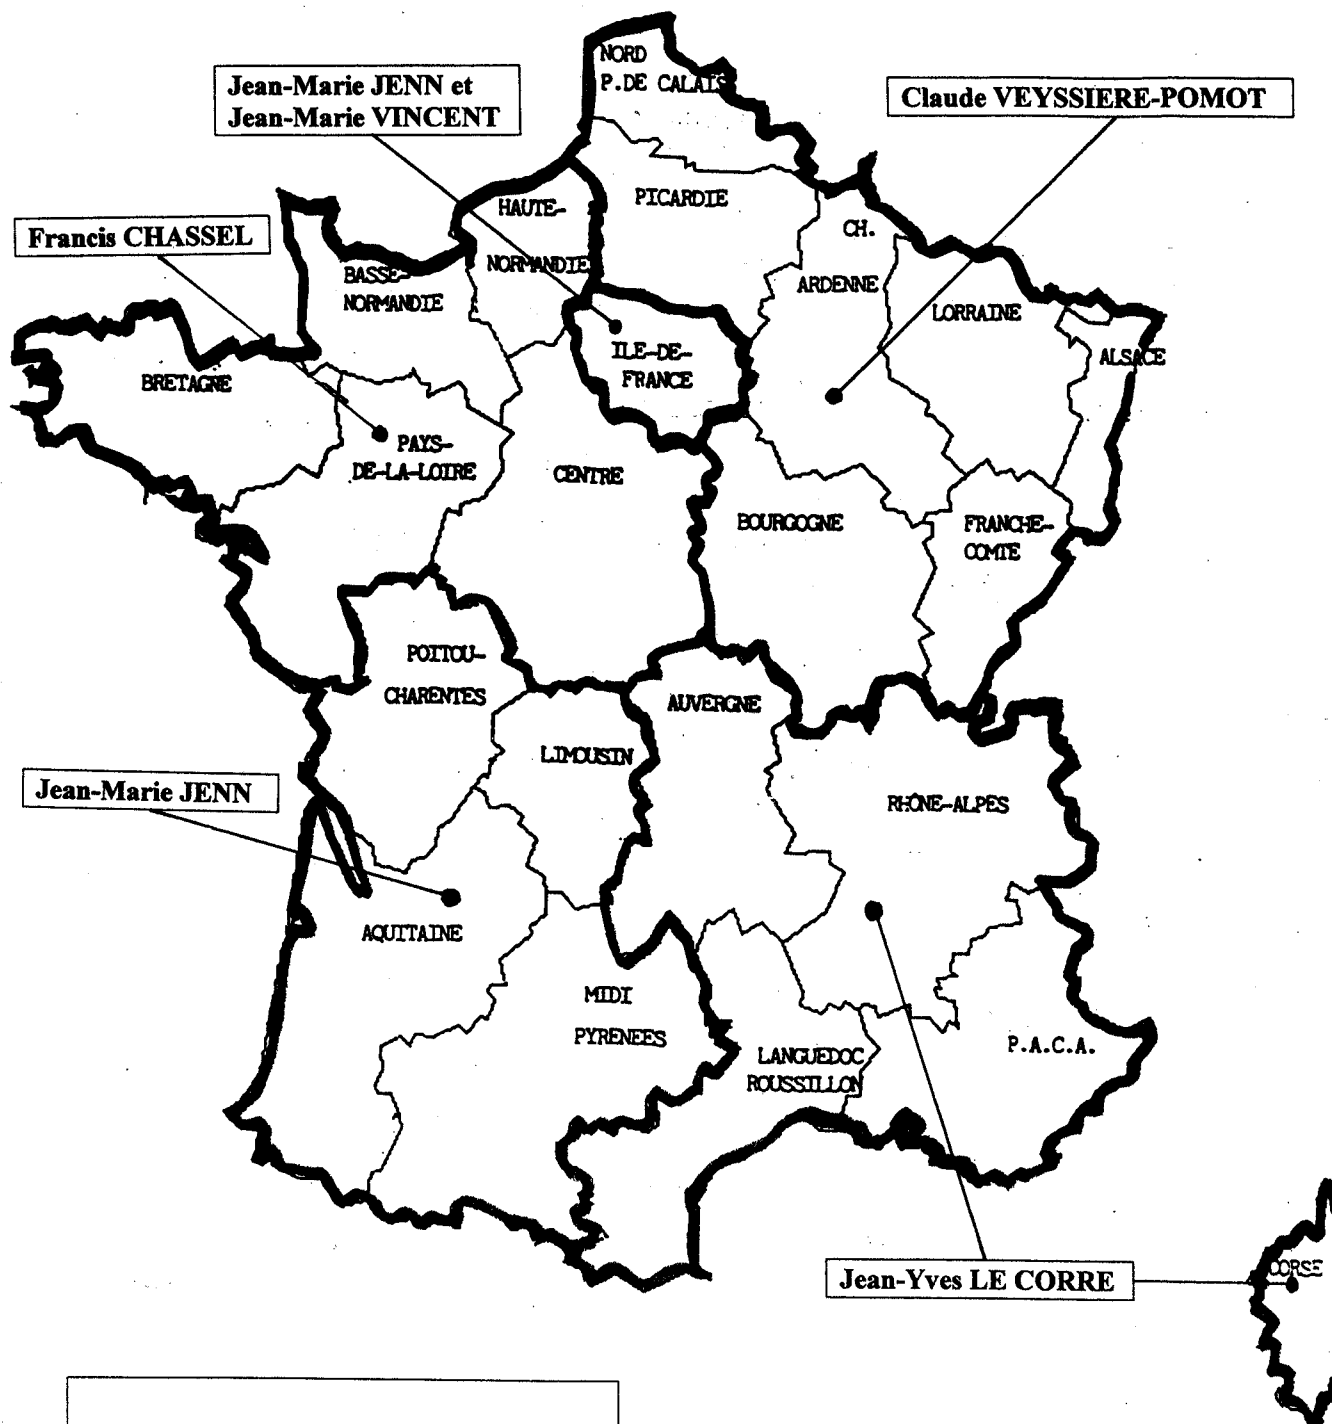 NORD
P.DE CALAIS
Jean-Marie JENN et
Jean-Marie VINCENT
Claude VEYSSIERE-POMOT
PICARDIE
HAUTE-
NORMANDIE
CH.
ARDENNE
Francis CHASSEL
BASSE-
NORMANDIE
LORRAINE
ALSACE
ILE-DE-
FRANCE
BRETAGNE
PAYS-
DE-LA-LOIRE
CENTRE
BOURGOGNE
FRANCHE-
COMTE
POITOU-
CHARENTES
AUVERGNE
LIMOUSIN
RHÔNE-ALPES
Jean-Marie JENN
AQUITAINE
MIDI
PYRENEES
LANGUEDOC
ROUSSILLON
P.A.C.A.
Jean-Yves LE CORRE
CORSE